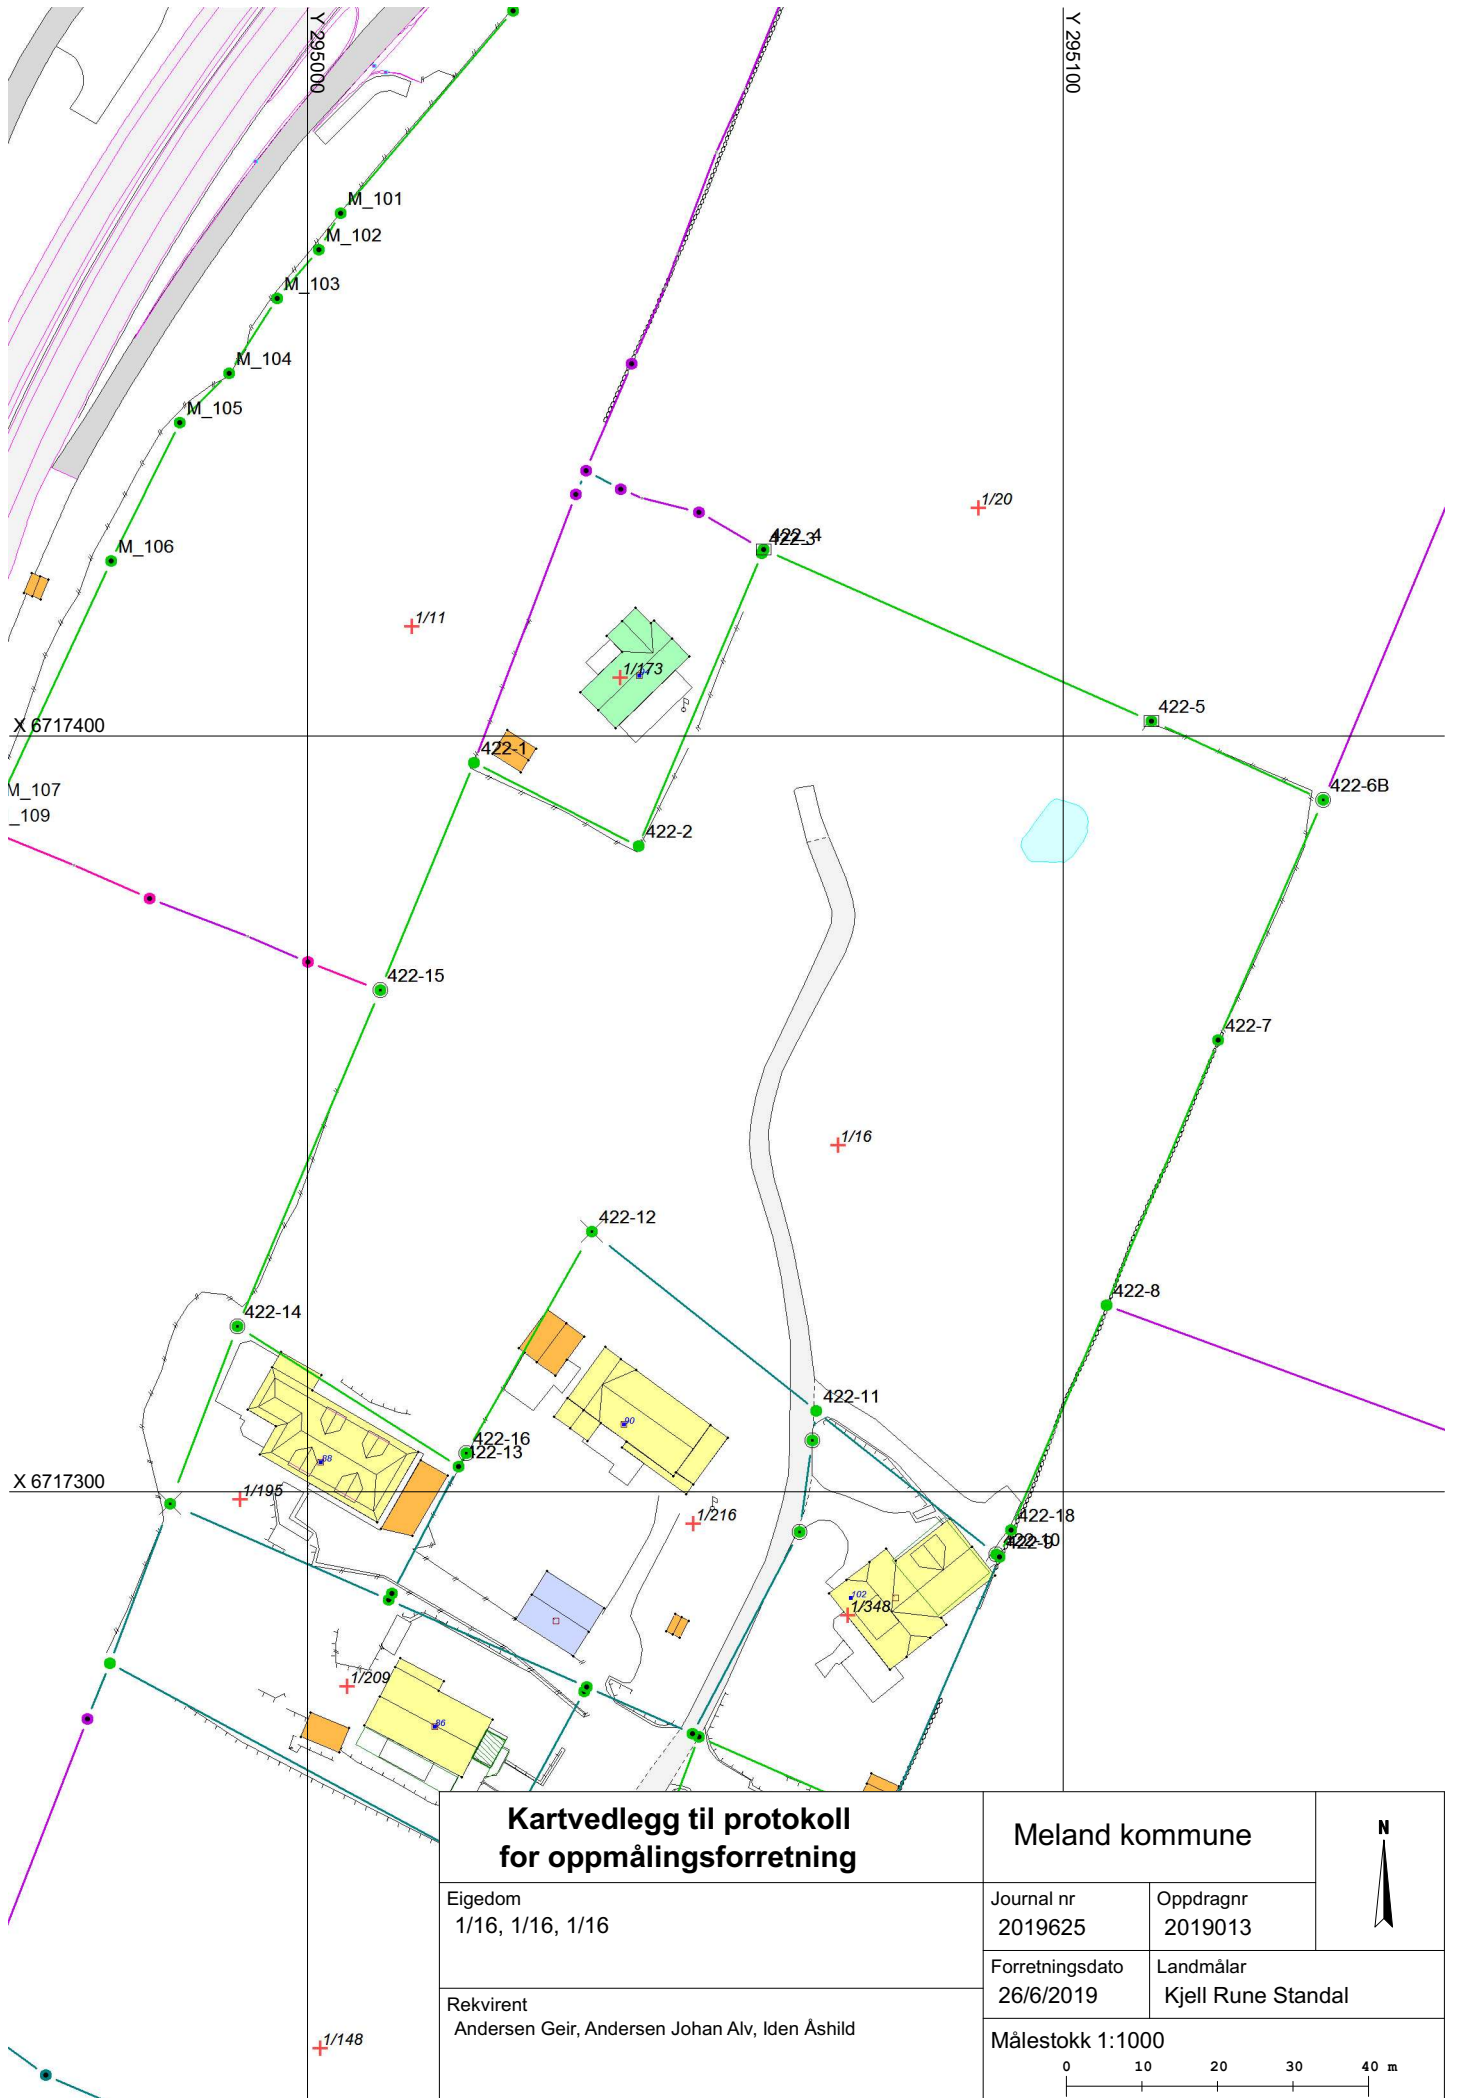 Y 295000
Y 295100
M_101
M_102
M_103
M_104
M_105
M_106
1/20
422-4
422-3
1/11
1/173
422-5
X 6717400
422-1
M_107
_109
422-6B
422-2
422-15
422-7
1/16
422-12
422-8
422-14
422-11
90
422-16
422-13
88
X 6717300
1/195
1/216
422-18
422-10
422-9
102
1/348
1/209
86
Kartvedlegg til protokoll
for oppmålingsforretning
Meland kommune
N
Eigedom
1/16, 1/16, 1/16
Journal nr
2019625
Oppdragnr
2019013
Forretningsdato
26/6/2019
Landmålar
Kjell Rune Standal
Rekvirent
Andersen Geir, Andersen Johan Alv, Iden Åshild
1/148
Målestokk 1:1000
0 10 20 30 40 m